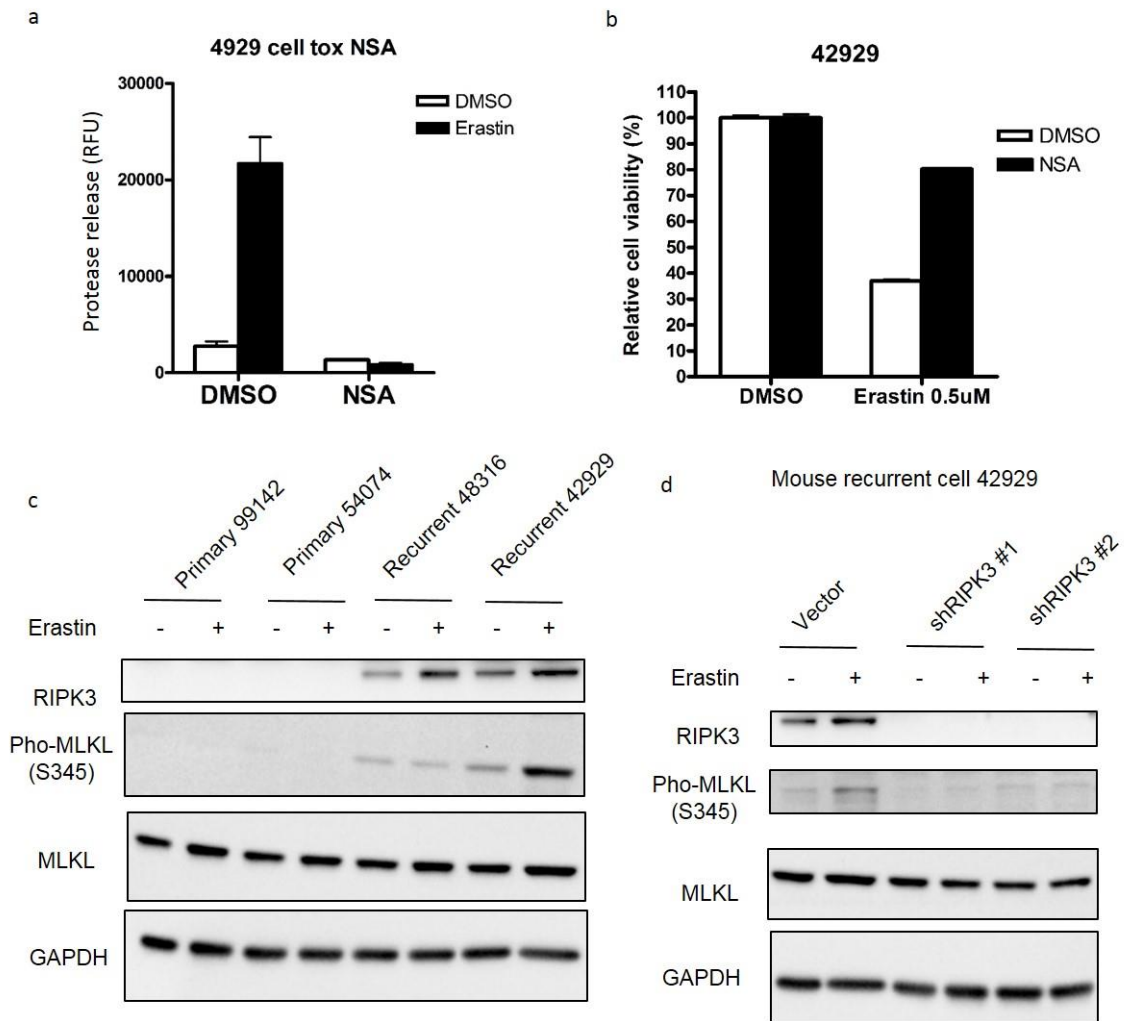 a
4929 cell tox NSA
Protease release (RFU)
30000
20000
10000
0
DMSO
Erastin
DMSO NSA
b
42929
Relative cell viability (%)
110
100
90
80
70
60
50
40
30
20
10
0
DMSO
NSA
DMSO Erastin 0.5uM
c
Primary 99142
Primary 54074
Recurrent 48316
Recurrent 42929
Erastin - + - + - + - +
RIPK3
Pho-MLKL
(S345)
MLKL
GAPDH
d
Mouse recurrent cell 42929
Vector
shRIPK3 #1
shRIPK3 #2
Erastin - + - + - +
RIPK3
Pho-MLKL
(S345)
MLKL
GAPDH